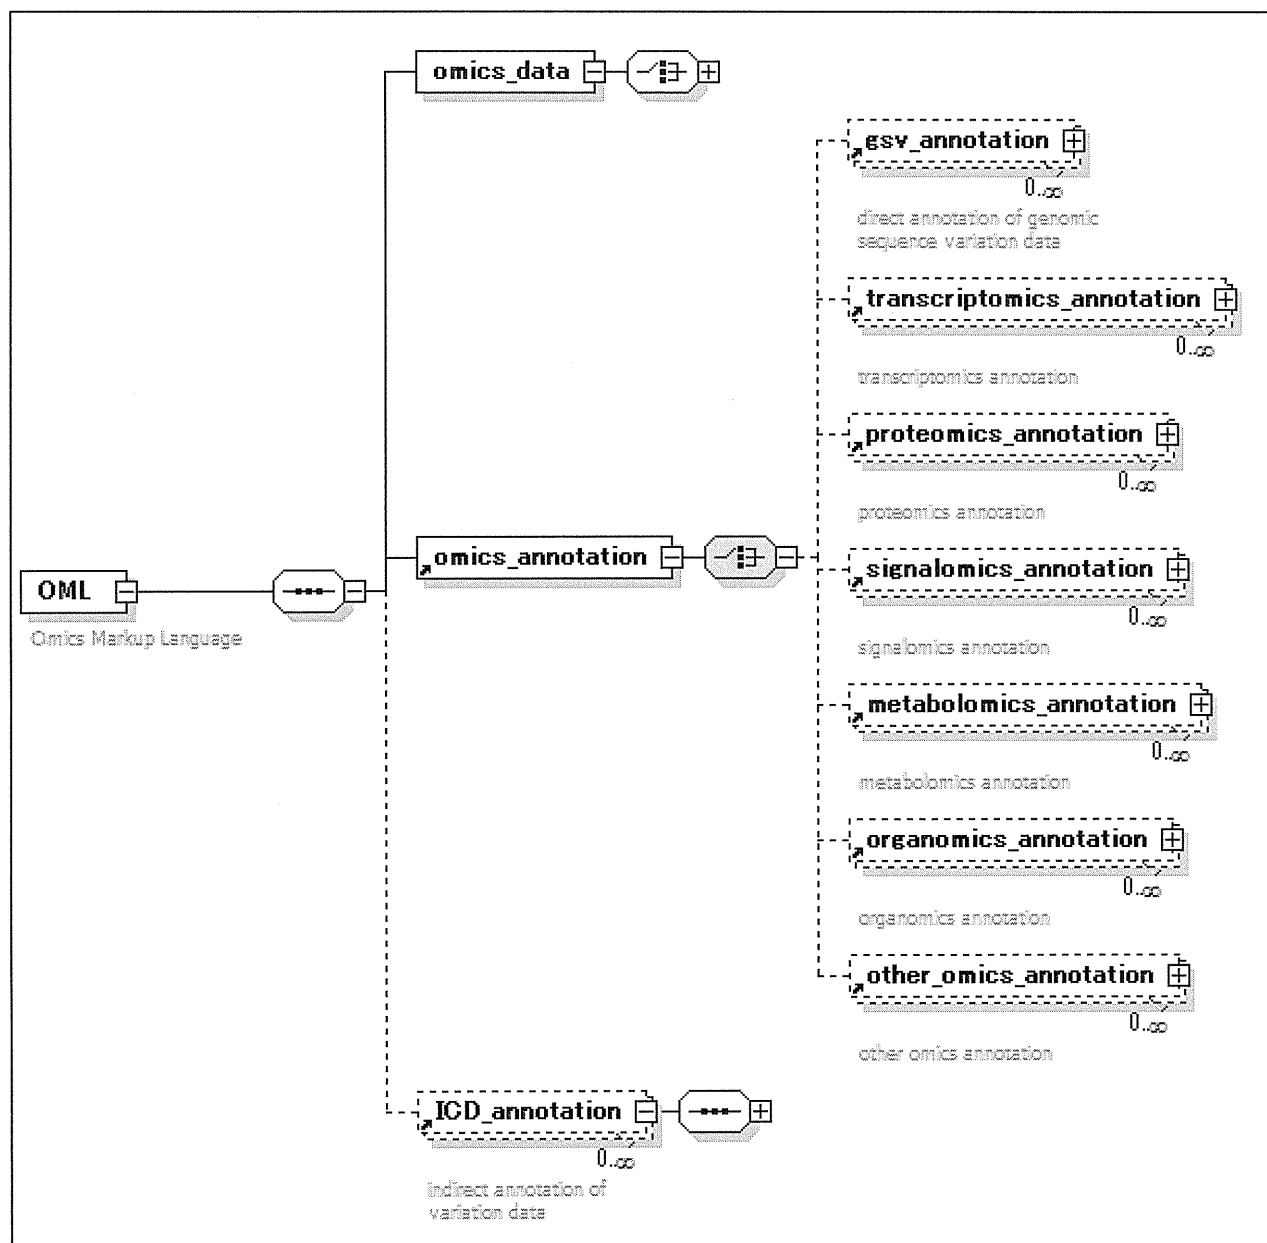 omics_data
gsv_annotation
0..∞
direct annotation of genomic
sequence variation data
transcriptomics_annotation
0..∞
transcriptomics annotation
proteomics_annotation
0..∞
proteomics annotation
omics_annotation
signalomics_annotation
0..∞
signalomics annotation
OML
Omics Markup Language
metabolomics_annotation
0..∞
metabolomics annotation
organomics_annotation
0..∞
organomics annotation
other_omics_annotation
0..∞
other omics annotation
ICD_annotation
0..∞
indirect annotation of
variation data